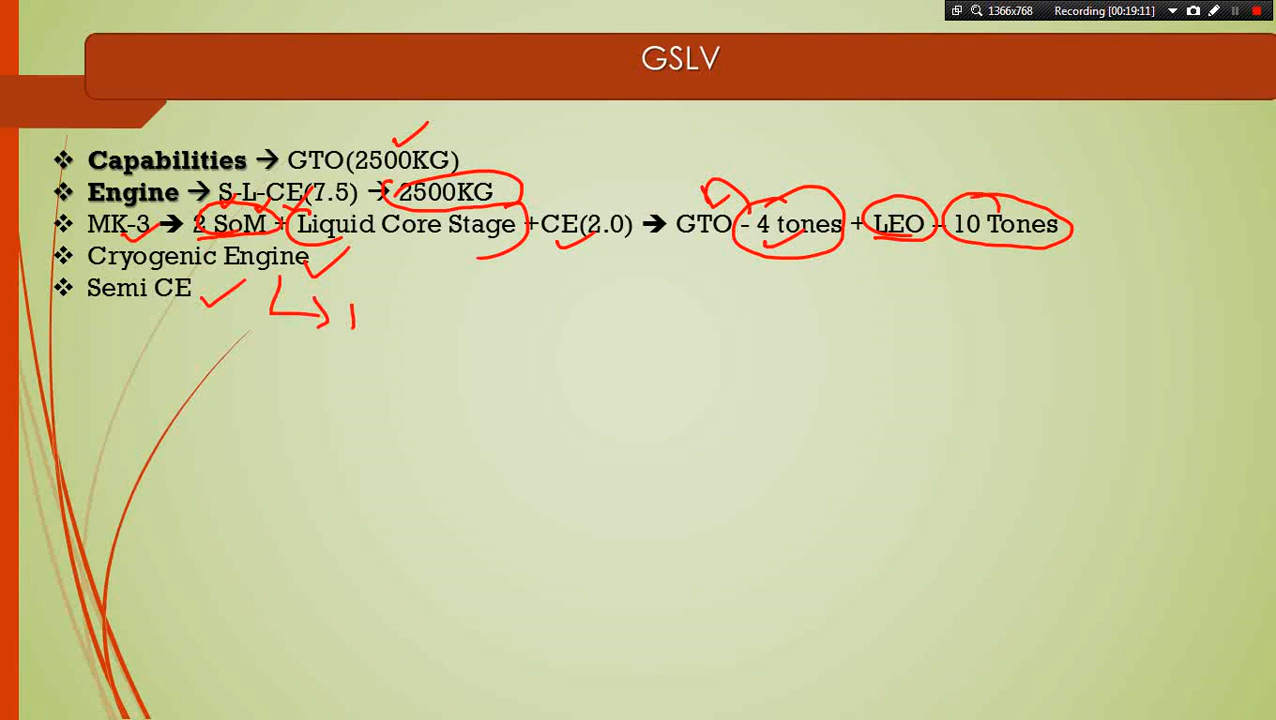 1366x768 Recording [00:19:11]
GSLV
❖ Capabilities → GTO(2500KG)
❖ Engine → S-L-CE(7.5) → 2500KG
❖ MK-3 → 2 SoM + Liquid Core Stage +CE(2.0) → GTO - 4 tones + LEO - 10 Tones
❖ Cryogenic Engine
❖ Semi CE